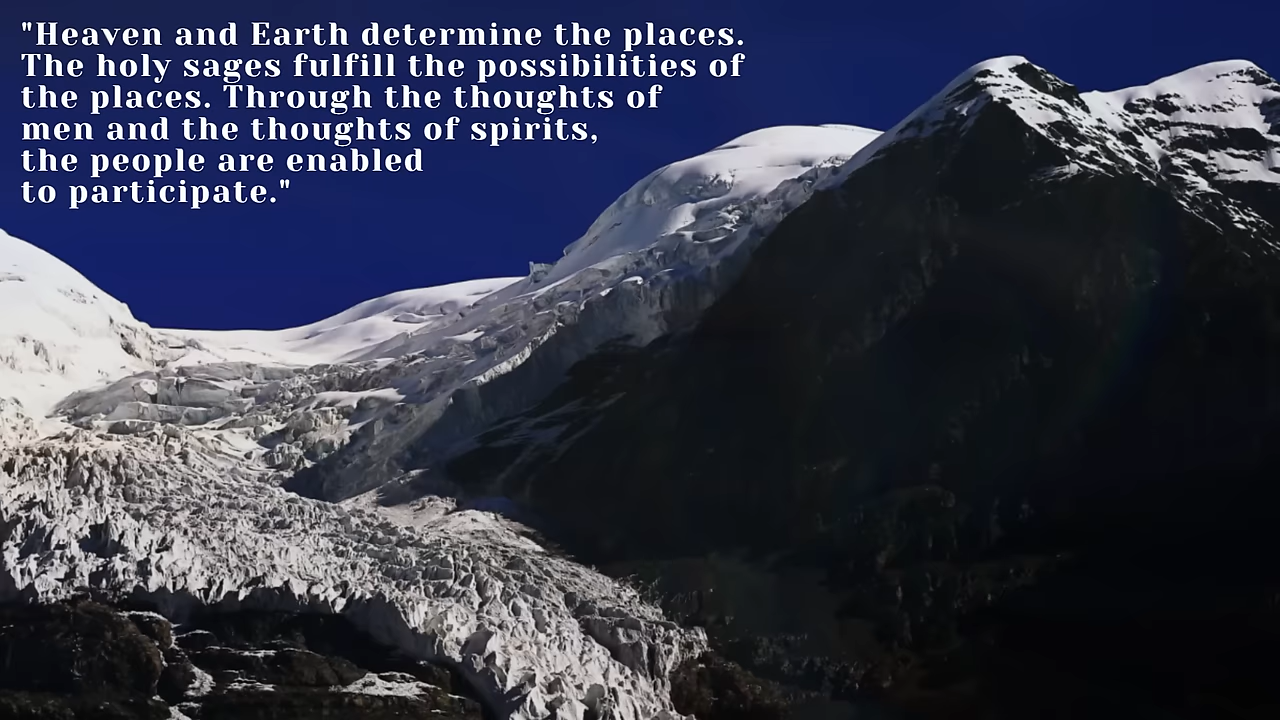 "Heaven and Earth determine the places.
The holy sages fulfill the possibilities of
the places. Through the thoughts of
men and the thoughts of spirits,
the people are enabled
to participate."